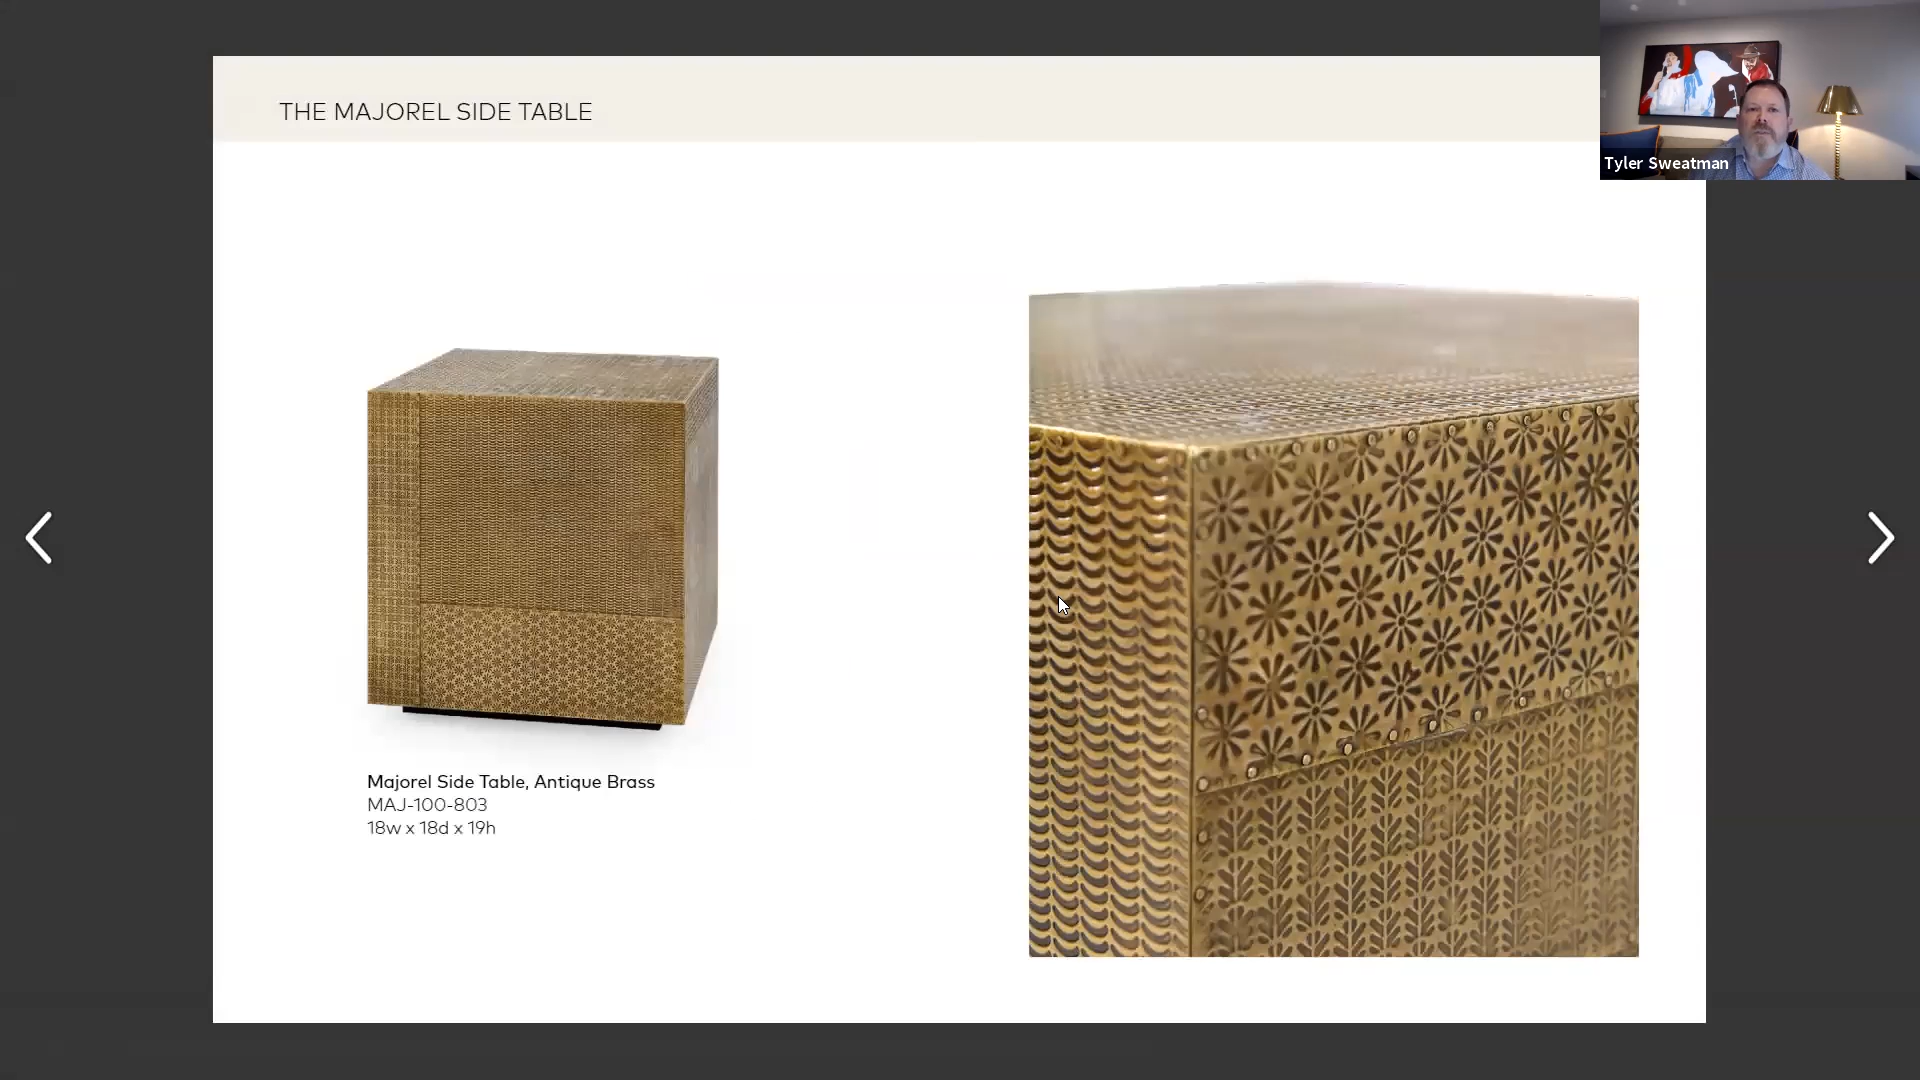 THE MAJOREL SIDE TABLE
Tyler Sweatman
Majorel Side Table, Antique Brass
MAJ-100-803
18w x 18d x 19h